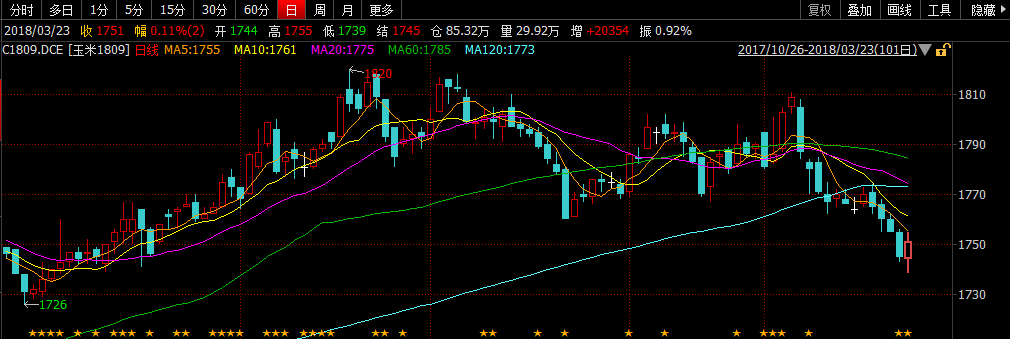 分时 多日 1分 5分 15分 30分 60分 日 周 月 更多 复权 叠加 画线 工具 隐藏
2018/03/23 收 1751 幅 0.11%(2) 开 1744 高 1755 低 1739 结 1745 仓 85.32万 量 29.92万 增 +20354 振 0.92%
C1809.DCE [玉米1809] 日线 MA5:1755 MA10:1761 MA20:1775 MA60:1785 MA120:1773 2017/10/26-2018/03/23(101日)
1820
1810
1790
1770
1750
1726
1730